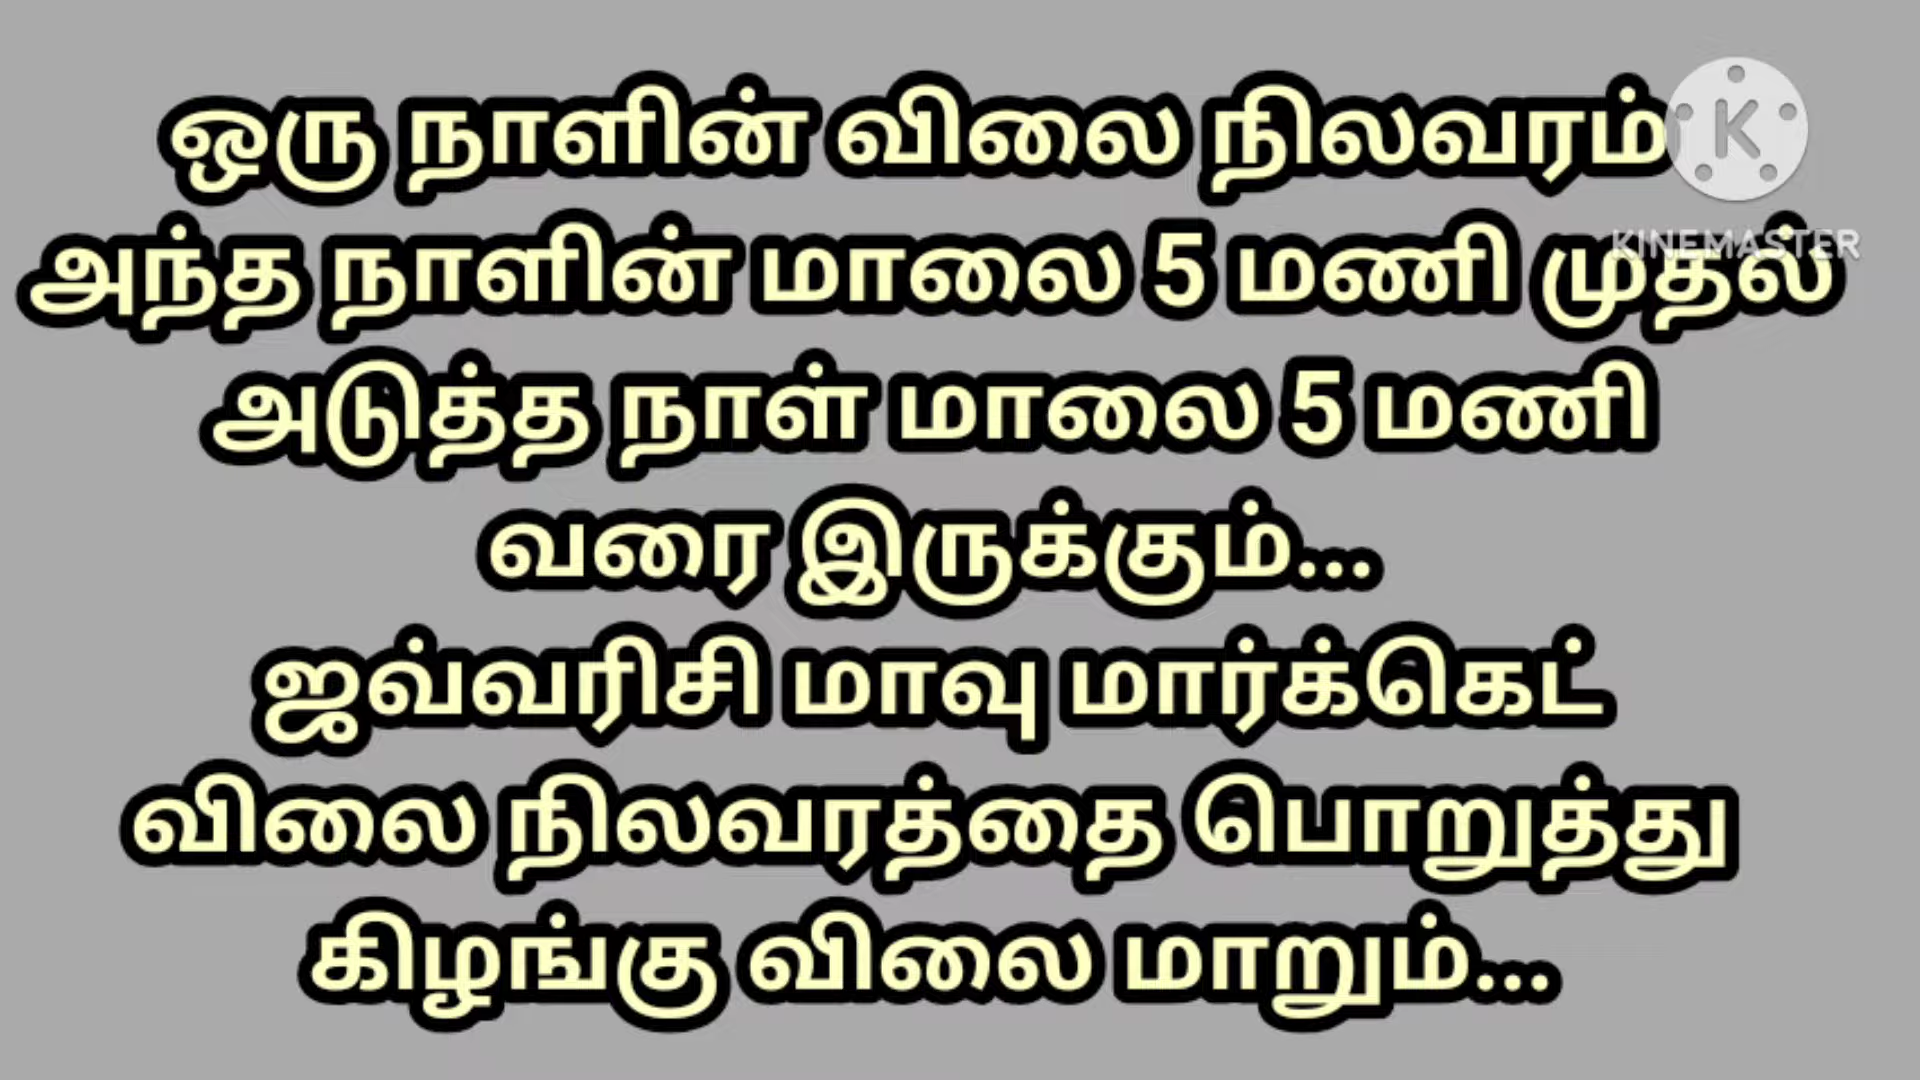 ஒரு நாளின் விலை நிலவரம்
அந்த நாளின் மாலை 5 மணி முதல்
அடுத்த நாள் மாலை 5 மணி
வரை இருக்கும்...
ஜவ்வரிசி மாவு மார்க்கெட்
விலை நிலவரத்தை பொறுத்து
கிழங்கு விலை மாறும்...
K
KINEMASTER